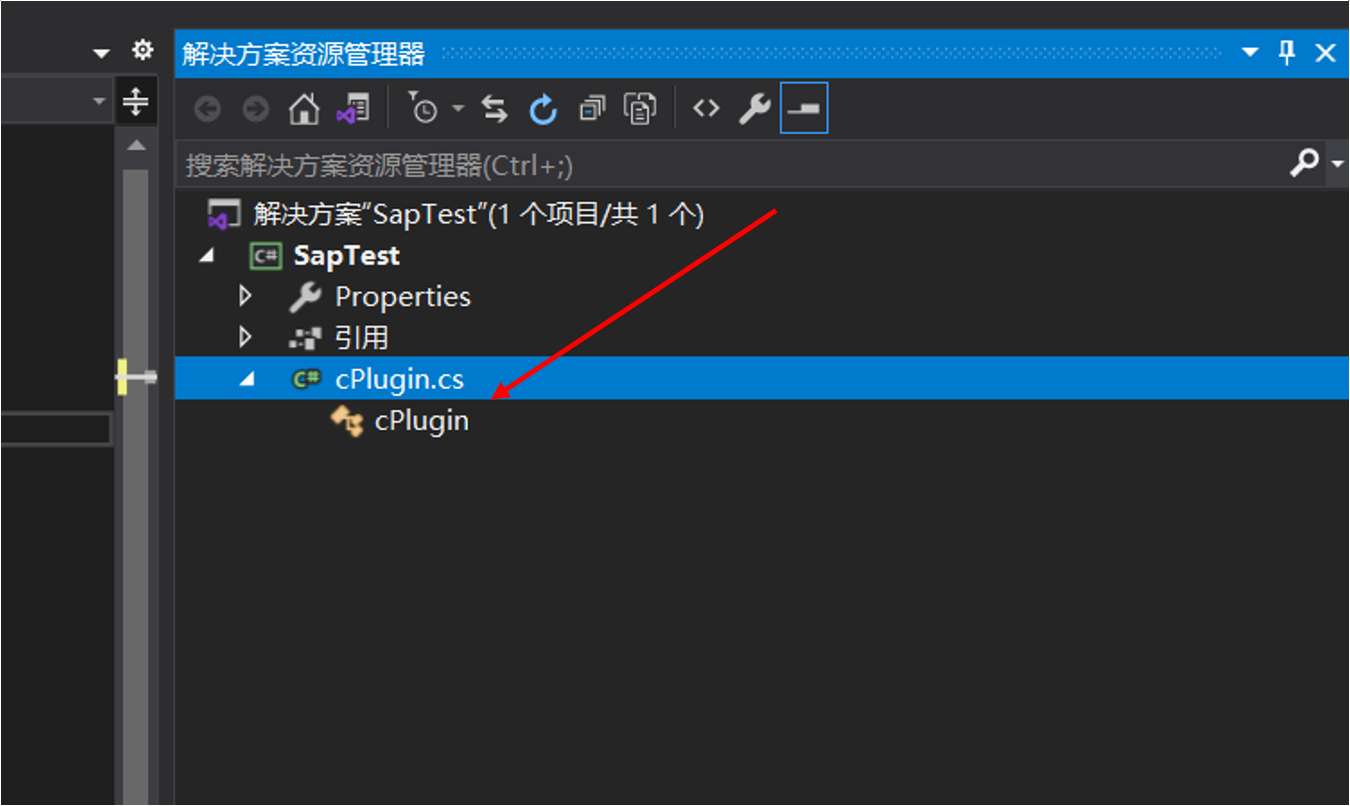 解决方案资源管理器
搜索解决方案资源管理器(Ctrl+;)
解决方案“SapTest”(1 个项目/共 1 个)
C# SapTest
Properties
引用
C# cPlugin.cs
cPlugin